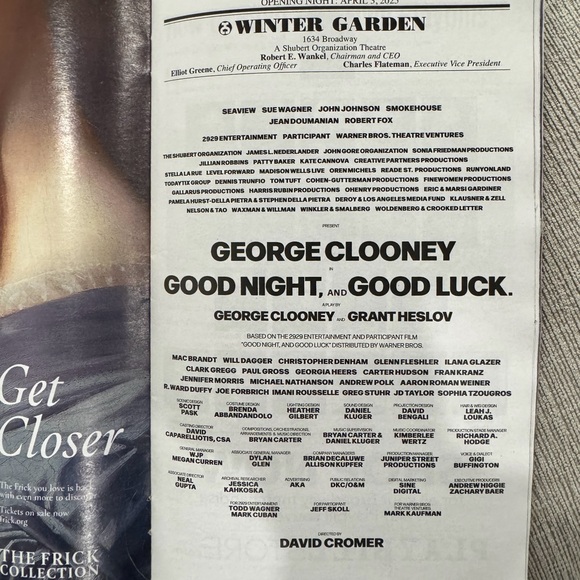 OPENING NIGHT: APRIL 3, 2025
WINTER GARDEN
1634 Broadway
A Shubert Organization Theatre
Robert E. Wankel, Chairman and CEO
Elliot Greene, Chief Operating Officer Charles Flateman, Executive Vice President
SEAVIEW SUE WAGNER JOHN JOHNSON SMOKEHOUSE
JEAN DOUMANIAN ROBERT FOX
2929 ENTERTAINMENT PARTICIPANT WARNER BROS. THEATRE VENTURES
THE SHUBERT ORGANIZATION JAMES L. NEDERLANDER JOHN GORE ORGANIZATION SONIA FRIEDMAN PRODUCTIONS
JILLIAN ROBBINS PATTY BAKER KATE CANNOVA CREATIVE PARTNERS PRODUCTIONS
STELLA LA RUE LEVEL FORWARD MADISON WELLS LIVE OREN MICHELS READE ST. PRODUCTIONS RUNYONLAND
TODAYTIX GROUP DENNIS TRUNFIO TOM TUFT COHEN-GUTTERMAN PRODUCTIONS FINEWOMEN PRODUCTIONS
GALLARUS PRODUCTIONS HARRIS RUBIN PRODUCTIONS OHENRY PRODUCTIONS ERIC & MARSI GARDINER
PAMELA HURST-DELLA PIETRA & STEPHEN DELLA PIETRA DEROY & LOS ANGELES MEDIA FUND KLAUSNER & ZELL
NELSON & TAO WAXMAN & WILLMAN WINKLER & SMALBERG WOLDENBERG & CROOKED LETTER
PRESENT
GEORGE CLOONEY
IN
GOOD NIGHT, AND GOOD LUCK.
A PLAY BY
GEORGE CLOONEY AND GRANT HESLOV
BASED ON THE 2929 ENTERTAINMENT AND PARTICIPANT FILM
"GOOD NIGHT, AND GOOD LUCK" DISTRIBUTED BY WARNER BROS.
MAC BRANDT WILL DAGGER CHRISTOPHER DENHAM GLENN FLESHLER ILANA GLAZER
CLARK GREGG PAUL GROSS GEORGIA HEERS CARTER HUDSON FRAN KRANZ
JENNIFER MORRIS MICHAEL NATHANSON ANDREW POLK AARON ROMAN WEINER
R. WARD DUFFY JOE FORBRICH IMANI ROUSSELLE GREG STUHR JD TAYLOR SOPHIA TZOUGROS
SCENIC DESIGN COSTUME DESIGN LIGHTING DESIGN SOUND DESIGN PROJECTION DESIGN HAIR & WIG DESIGN
SCOTT BRENDA HEATHER DANIEL DAVID LEAH J.
PASK ABBANDANDOLO GILBERT KLUGER BENGALI LOUKAS
CASTING DIRECTOR COMPOSITIONS, ORCHESTRATIONS, MUSIC SUPERVISION MUSIC COORDINATOR PRODUCTION STAGE MANAGER
DAVID ARRANGEMENTS & MUSIC DIRECTION BRYAN CARTER & KIMBERLEE RICHARD A.
CAPARELLIOTIS, CSA BRYAN CARTER DANIEL KLUGER WERTZ HODGE
GENERAL MANAGER ASSOCIATE GENERAL MANAGER COMPANY MANAGERS PRODUCTION MANAGEMENT VOICE & DIALECT
WJP DYLAN BRIAN DECALUWE JUNIPER STREET GIGI
MEGAN CURREN GLEN ALLISON KUPFER PRODUCTIONS BUFFINGTON
ASSOCIATE DIRECTOR ARCHIVAL RESEARCHER ADVERTISING PUBLIC RELATIONS DIGITAL MARKETING EXECUTIVE PRODUCERS
NEAL JESSICA AKA DKC/O&M SINE ANDREW HIGGIE
GUPTA KAHKOSKA DIGITAL ZACHARY BAER
FOR 2929 ENTERTAINMENT FOR PARTICIPANT FOR WARNER BROS. THEATRE VENTURES
TODD WAGNER JEFF SKOLL MARK KAUFMAN
MARK CUBAN
DIRECTED BY
DAVID CROMER
Get
Closer
The Frick you love is back,
with even more to discover
Tickets on sale now
frick.org
THE FRICK
COLLECTION